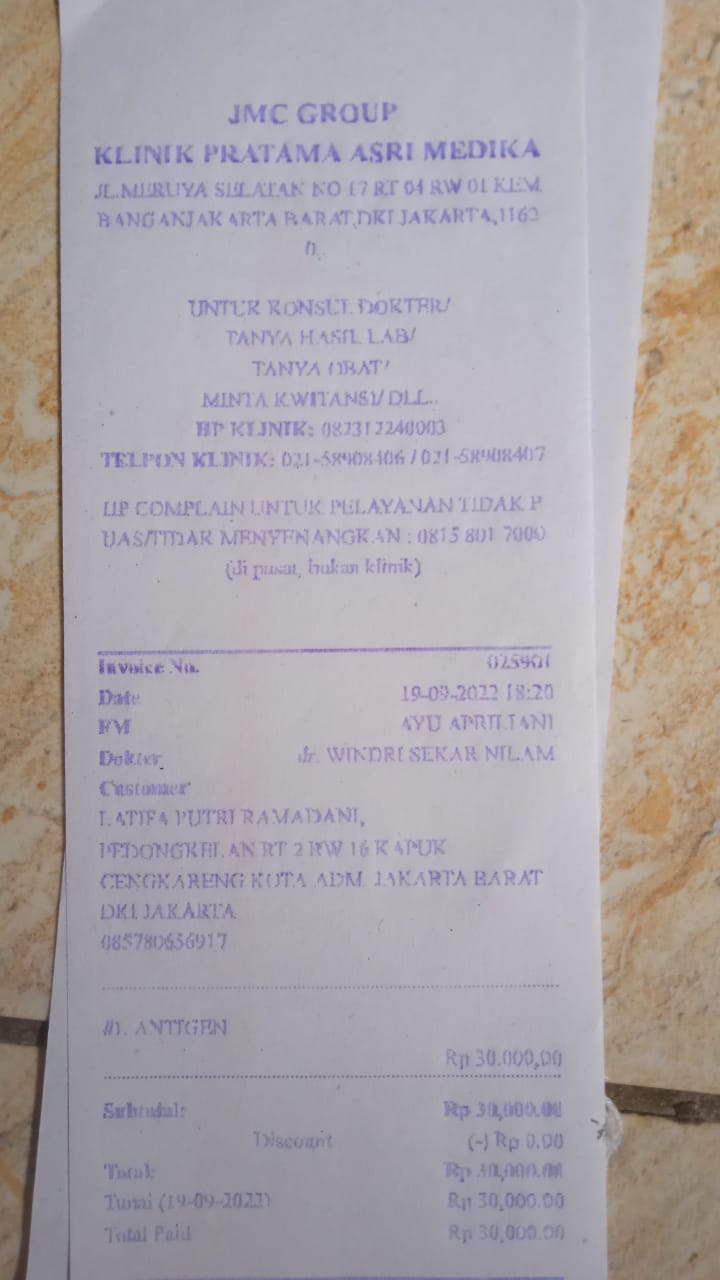 JMC GROUP
KLINIK PRATAMA ASRI MEDIKA
JL.MERUYA SELATAN NO 17 RT 04 RW 01 KEM
BANGANJAKARTA BARAT,DKI JAKARTA,1162
0.
UNTUK KONSUL DOKTER/
TANYA HASIL LAB/
TANYA OBAT/
MINTA KWITANSI/ DLL..
HP KLINIK: 082312240003
TELPON KLINIK: 021-58908406 / 021-58908407
HP COMPLAIN UNTUK PELAYANAN TIDAK P
UAS/TIDAK MENYENANGKAN : 0815 801 7000
(di pusat, bukan klinik)
Invoice No. 025901
Date 19-09-2022 18:20
FM AYU APRILIANI
Dokter dr. WINDRI SEKAR NILAM
Customer
LATIFA PUTRI RAMADANI,
PEDONGKELAN RT 2 RW 16 KAPUK
CENGKARENG KOTA ADM. JAKARTA BARAT
DKI JAKARTA
085780656917
ANTIGEN
Rp 30.000,00
Subtotal: Rp 30,000.00
Discount (-) Rp 0.00
Total: Rp 30,000.00
Tunai (19-09-2022) Rp 30,000.00
Total Paid Rp 30,000.00